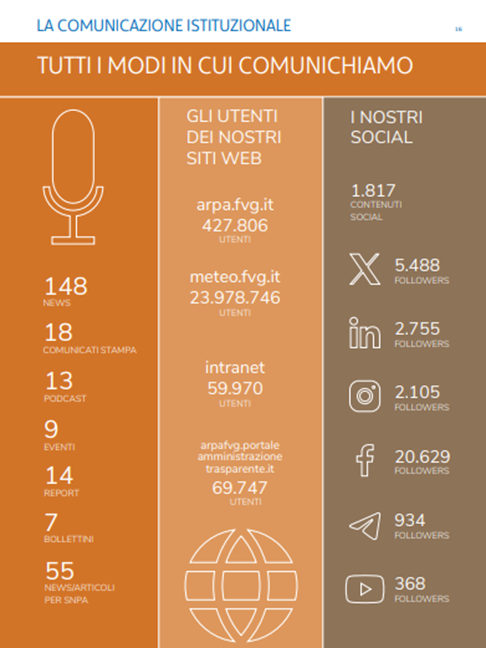 LA COMUNICAZIONE ISTITUZIONALE
16
TUTTI I MODI IN CUI COMUNICHIAMO
148
NEWS
18
COMUNICATI STAMPA
13
PODCAST
9
EVENTI
14
REPORT
7
BOLLETTINI
55
NEWS/ARTICOLI
PER SNPA
GLI UTENTI
DEI NOSTRI
SITI WEB
arpa.fvg.it
427.806
UTENTI
meteo.fvg.it
23.978.746
UTENTI
intranet
59.970
UTENTI
arpafvg.portale
amministrazione
trasparente.it
69.747
UTENTI
I NOSTRI
SOCIAL
1.817
CONTENUTI
SOCIAL
5.488
FOLLOWERS
2.755
FOLLOWERS
2.105
FOLLOWERS
20.629
FOLLOWERS
934
FOLLOWERS
368
FOLLOWERS